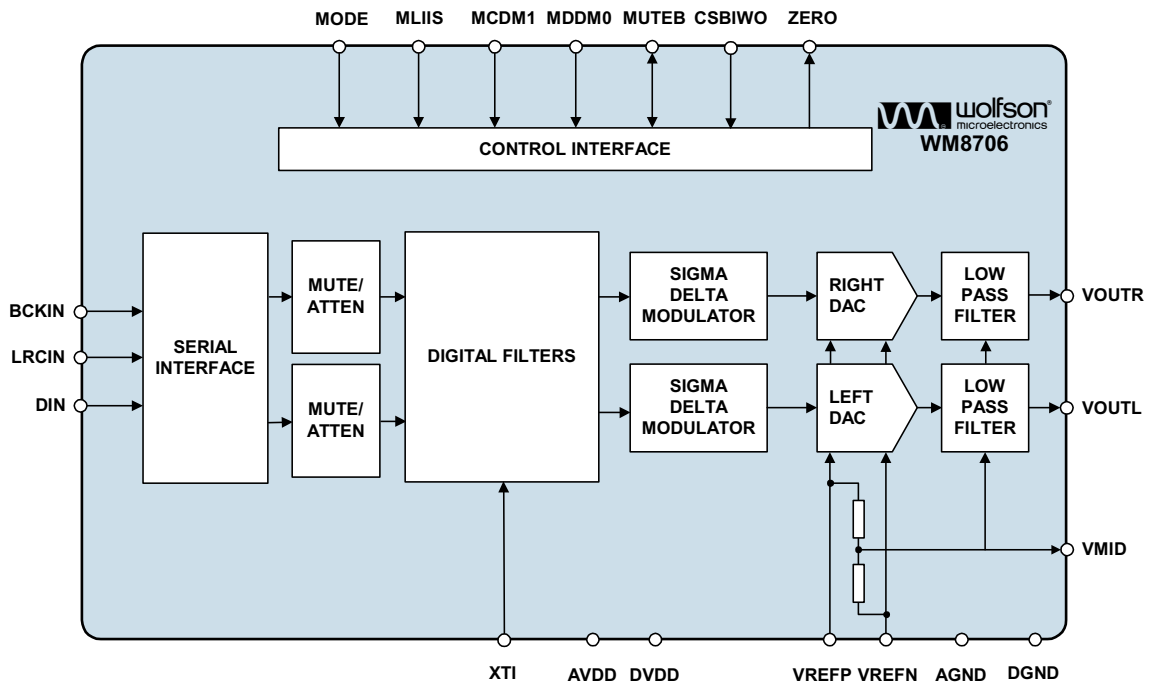 MODE MLIIS MCDM1 MDDM0 MUTEB CSBIWO ZERO
wolfson®
microelectronics
WM8706
CONTROL INTERFACE
BCKIN
LRCIN
DIN
SERIAL
INTERFACE
MUTE/
ATTEN
MUTE/
ATTEN
DIGITAL FILTERS
SIGMA
DELTA
MODULATOR
SIGMA
DELTA
MODULATOR
RIGHT
DAC
LEFT
DAC
LOW
PASS
FILTER
LOW
PASS
FILTER
VOUTR
VOUTL
VMID
XTI AVDD DVDD VREFP VREFN AGND DGND